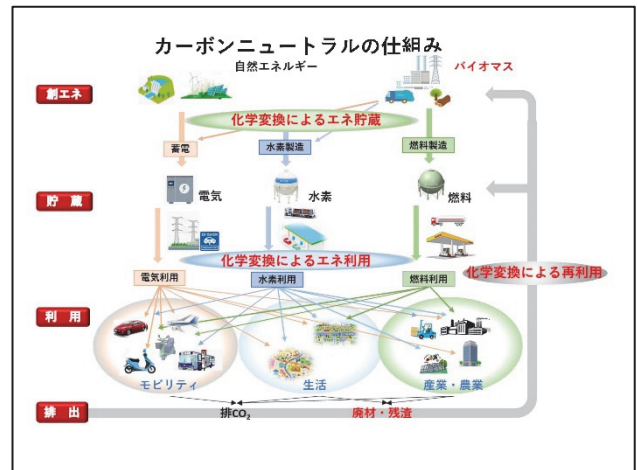 カーボンニュートラルの仕組み
自然エネルギー
バイオマス
創エネ
化学変換によるエネ貯蔵
蓄電
水素製造
燃料製造
貯 蔵
電気
水素
燃料
化学変換によるエネ利用
化学変換による再利用
電気利用
水素利用
燃料利用
利 用
モビリティ
生活
産業・農業
排 出
排CO₂
廃材・残渣